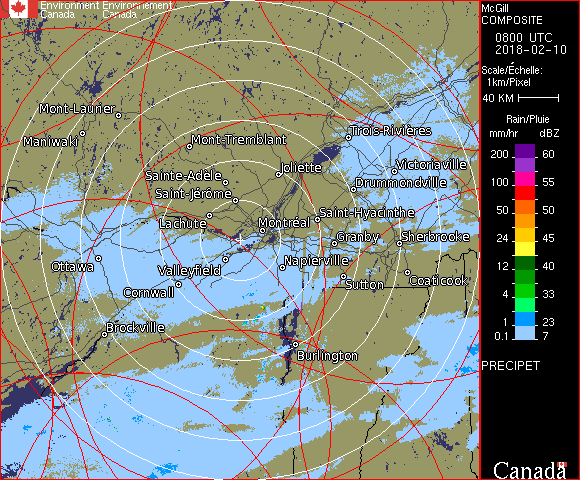 Environment Environnement
Canada Canada
McGill
COMPOSITE
0800 UTC
2018-02-10
Scale/Échelle:
1km/Pixel
40 KM
Rain/Pluie
mm/hr dBZ
200 60
100 55
50 50
24 45
12 40
4 33
1 23
0.1 7
PRECIPET
Canada
Mont-Laurier
Maniwaki
Mont-Tremblant
Trois-Rivières
Joliette
Victoriaville
Sainte-Adèle
Drummondville
Saint-Jérôme
Lachute
Saint-Hyacinthe
Montréal
Granby
Sherbrooke
Ottawa
Valleyfield
Napierville
Cornwall
Sutton
Coaticook
Brockville
Burlington